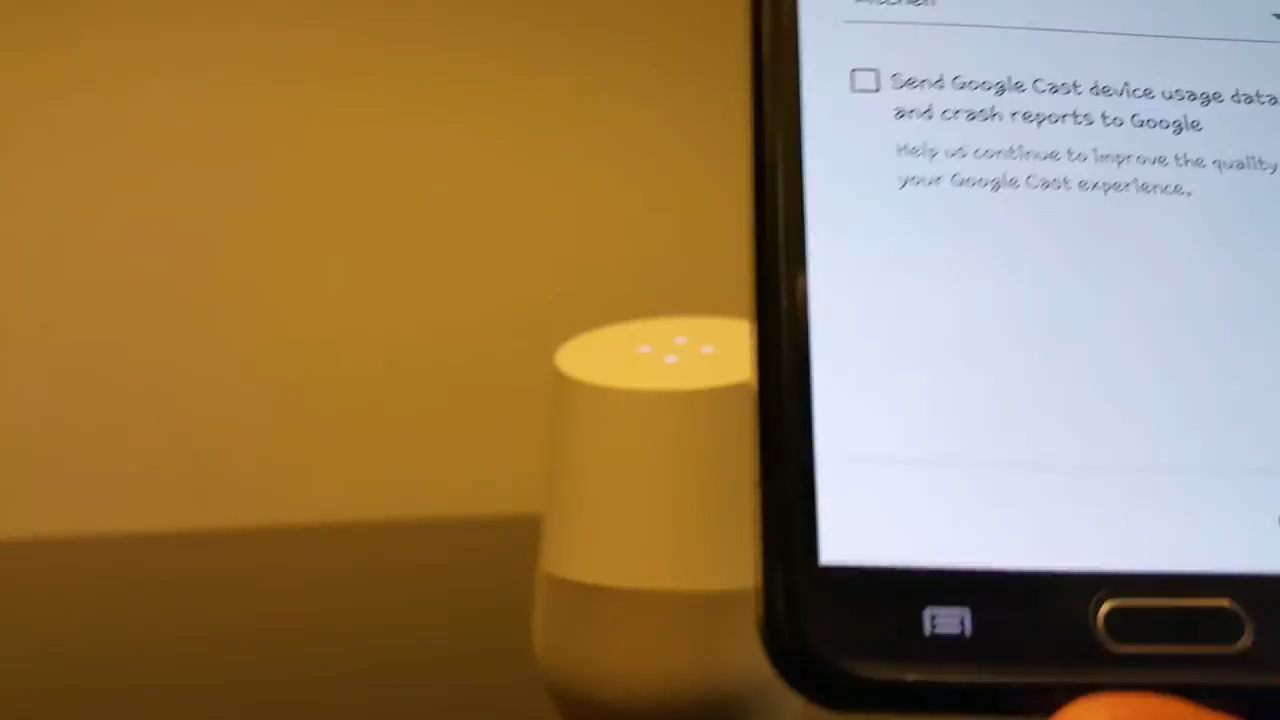 Kitchen
Send Google Cast device usage data
and crash reports to Google
Help us continue to improve the quality
your Google Cast experience.